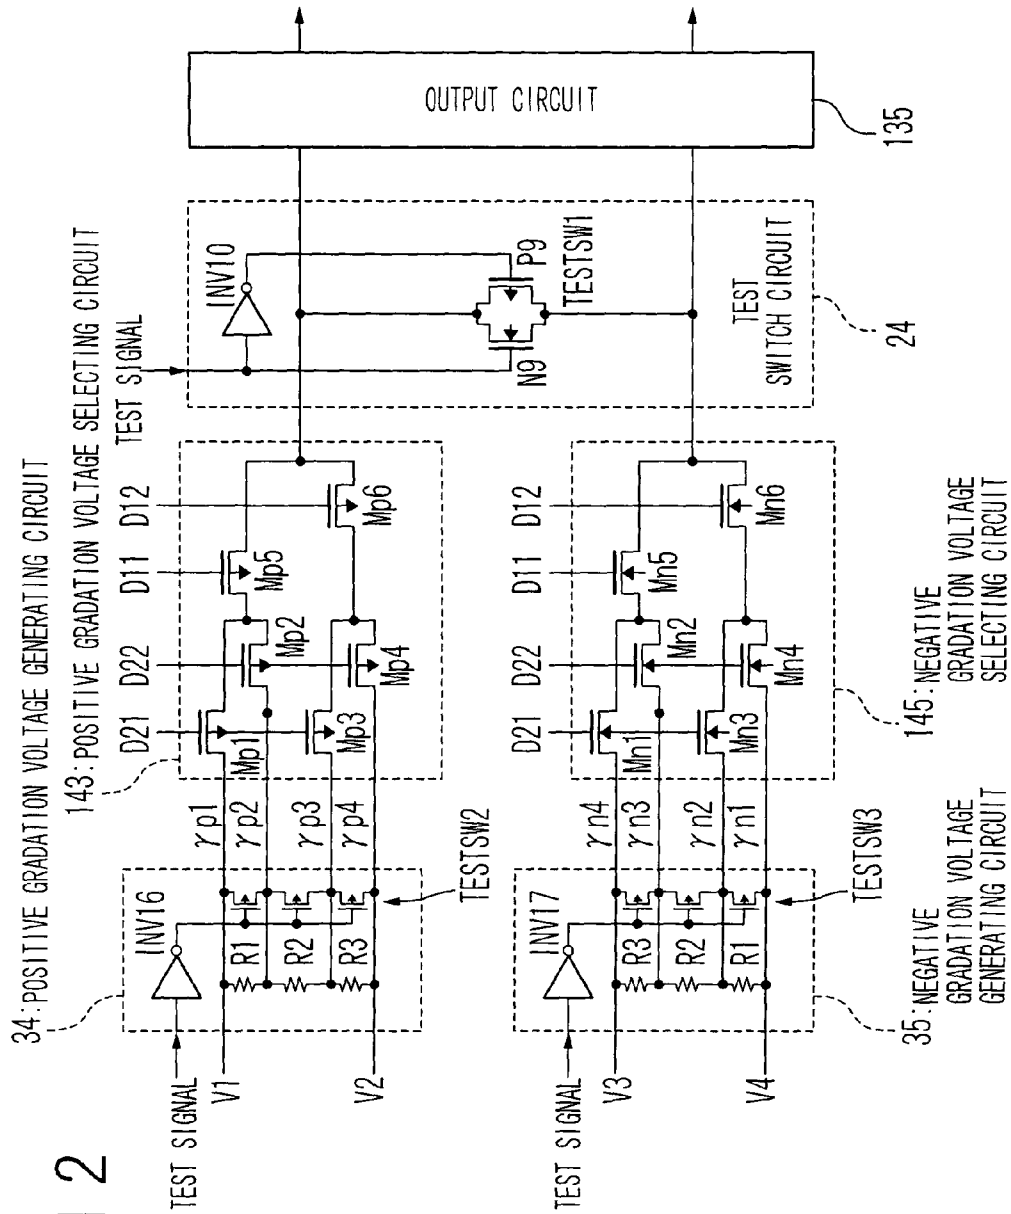 2
34:POSITIVE GRADATION VOLTAGE GENERATING CIRCUIT
143:POSITIVE GRADATION VOLTAGE SELECTING CIRCUIT
TEST SIGNAL
TEST SIGNAL
INV16
V1
V2
R1
R2
R3
TESTSW2
γp1
γp2
γp3
γp4
D21
D22
D11
D12
Mp1
Mp2
Mp3
Mp4
Mp5
Mp6
INV10
N9
P9
TESTSW1
TEST
SWITCH CIRCUIT
24
OUTPUT CIRCUIT
135
TEST SIGNAL
INV17
V3
V4
R3
R2
R1
TESTSW3
γn4
γn3
γn2
γn1
D21
D22
D11
D12
Mn1
Mn2
Mn3
Mn4
Mn5
Mn6
35:NEGATIVE
GRADATION VOLTAGE
GENERATING CIRCUIT
145:NEGATIVE
GRADATION VOLTAGE
SELECTING CIRCUIT